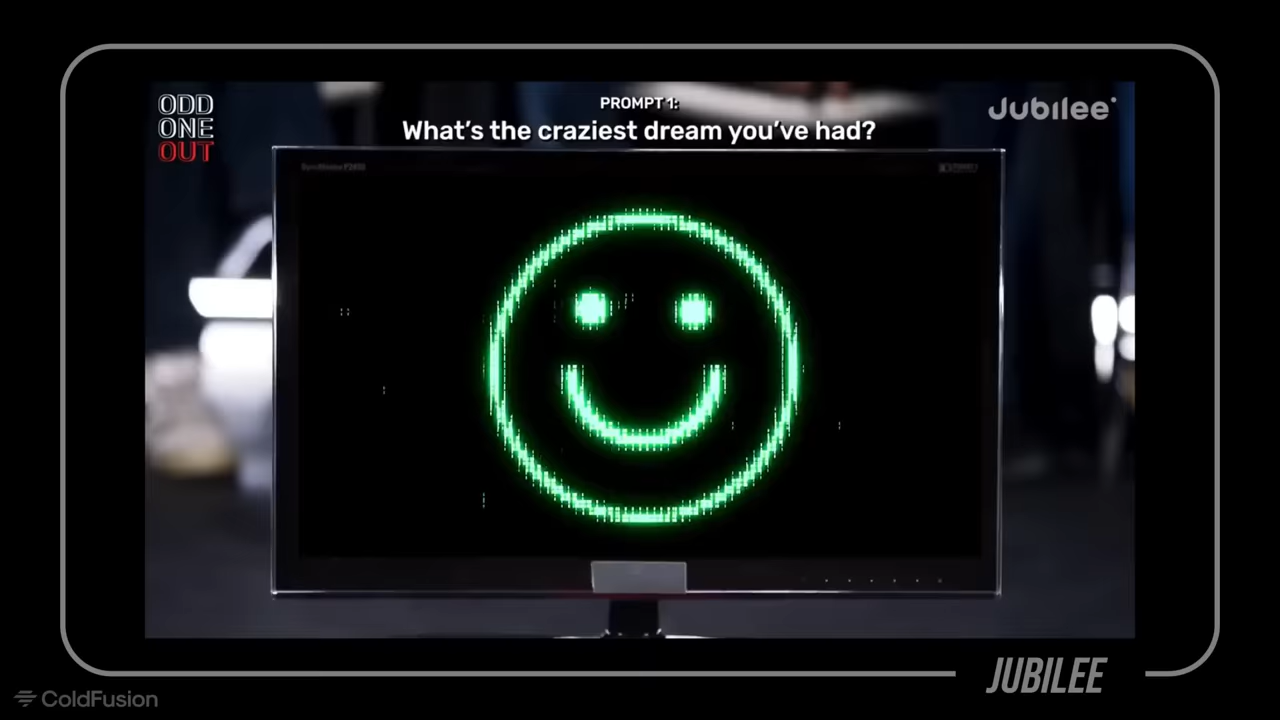 ODD
ONE
OUT
PROMPT 1:
What's the craziest dream you've had?
Jubilee
JUBILEE
ColdFusion